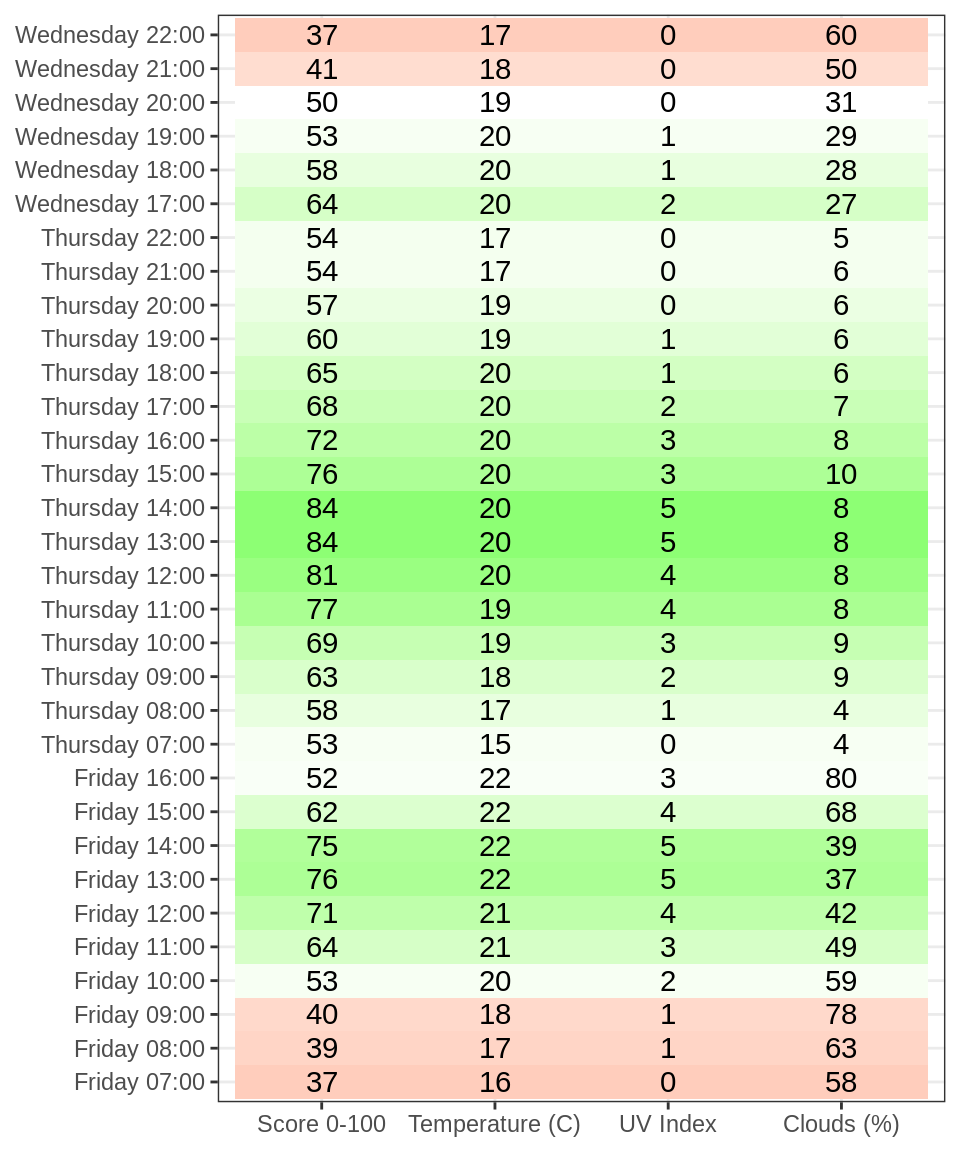 Wednesday 22:00 37 17 0 60
Wednesday 21:00 41 18 0 50
Wednesday 20:00 50 19 0 31
Wednesday 19:00 53 20 1 29
Wednesday 18:00 58 20 1 28
Wednesday 17:00 64 20 2 27
Thursday 22:00 54 17 0 5
Thursday 21:00 54 17 0 6
Thursday 20:00 57 19 0 6
Thursday 19:00 60 19 1 6
Thursday 18:00 65 20 1 6
Thursday 17:00 68 20 2 7
Thursday 16:00 72 20 3 8
Thursday 15:00 76 20 3 10
Thursday 14:00 84 20 5 8
Thursday 13:00 84 20 5 8
Thursday 12:00 81 20 4 8
Thursday 11:00 77 19 4 8
Thursday 10:00 69 19 3 9
Thursday 09:00 63 18 2 9
Thursday 08:00 58 17 1 4
Thursday 07:00 53 15 0 4
Friday 16:00 52 22 3 80
Friday 15:00 62 22 4 68
Friday 14:00 75 22 5 39
Friday 13:00 76 22 5 37
Friday 12:00 71 21 4 42
Friday 11:00 64 21 3 49
Friday 10:00 53 20 2 59
Friday 09:00 40 18 1 78
Friday 08:00 39 17 1 63
Friday 07:00 37 16 0 58
Score 0-100 Temperature (C) UV Index Clouds (%)